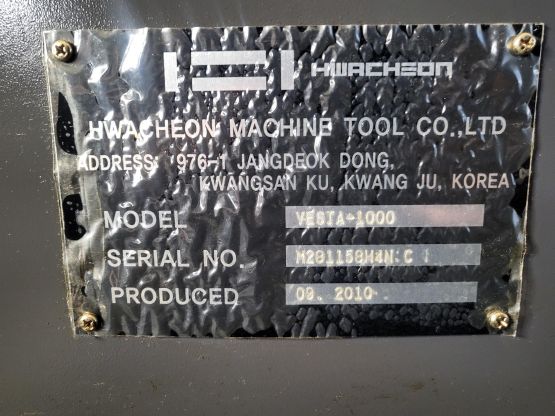 HWACHEON
HWACHEON MACHINE TOOL CO.,LTD
ADDRESS: 976-1 JANGDEOK DONG,
KWANGSAN KU, KWANG JU, KOREA
MODEL VESTA-1000
SERIAL NO.
PRODUCED 09. 2010